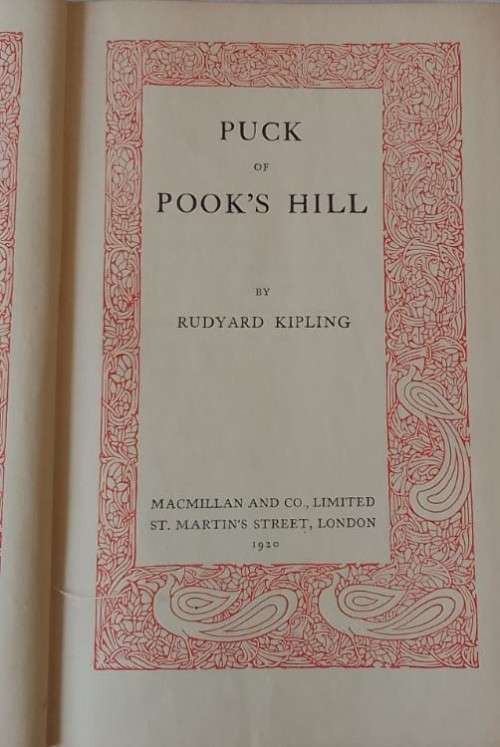 PUCK
OF
POOK'S HILL
BY
RUDYARD KIPLING
MACMILLAN AND CO., LIMITED
ST. MARTIN'S STREET, LONDON
1920